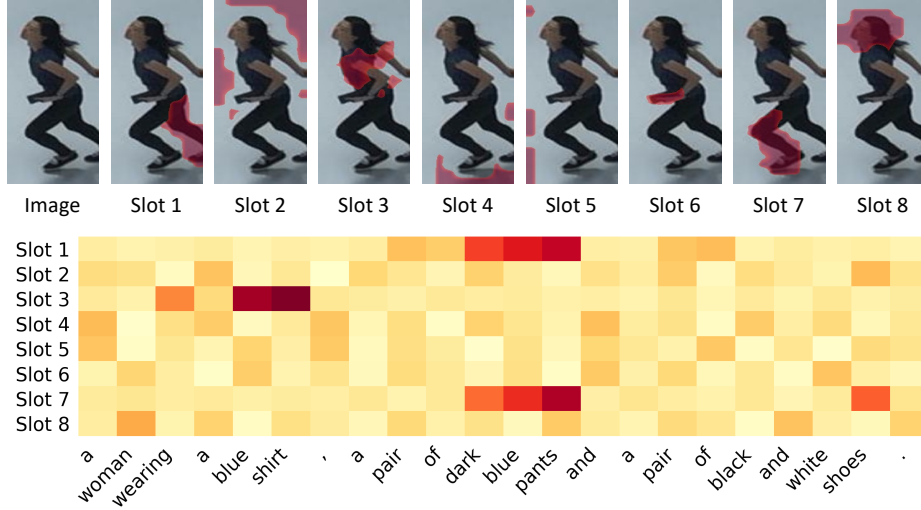 Image Slot 1 Slot 2 Slot 3 Slot 4 Slot 5 Slot 6 Slot 7 Slot 8
Slot 1
Slot 2
Slot 3
Slot 4
Slot 5
Slot 6
Slot 7
Slot 8
a woman wearing a blue shirt , a pair of dark blue pants and a pair of black and white shoes .